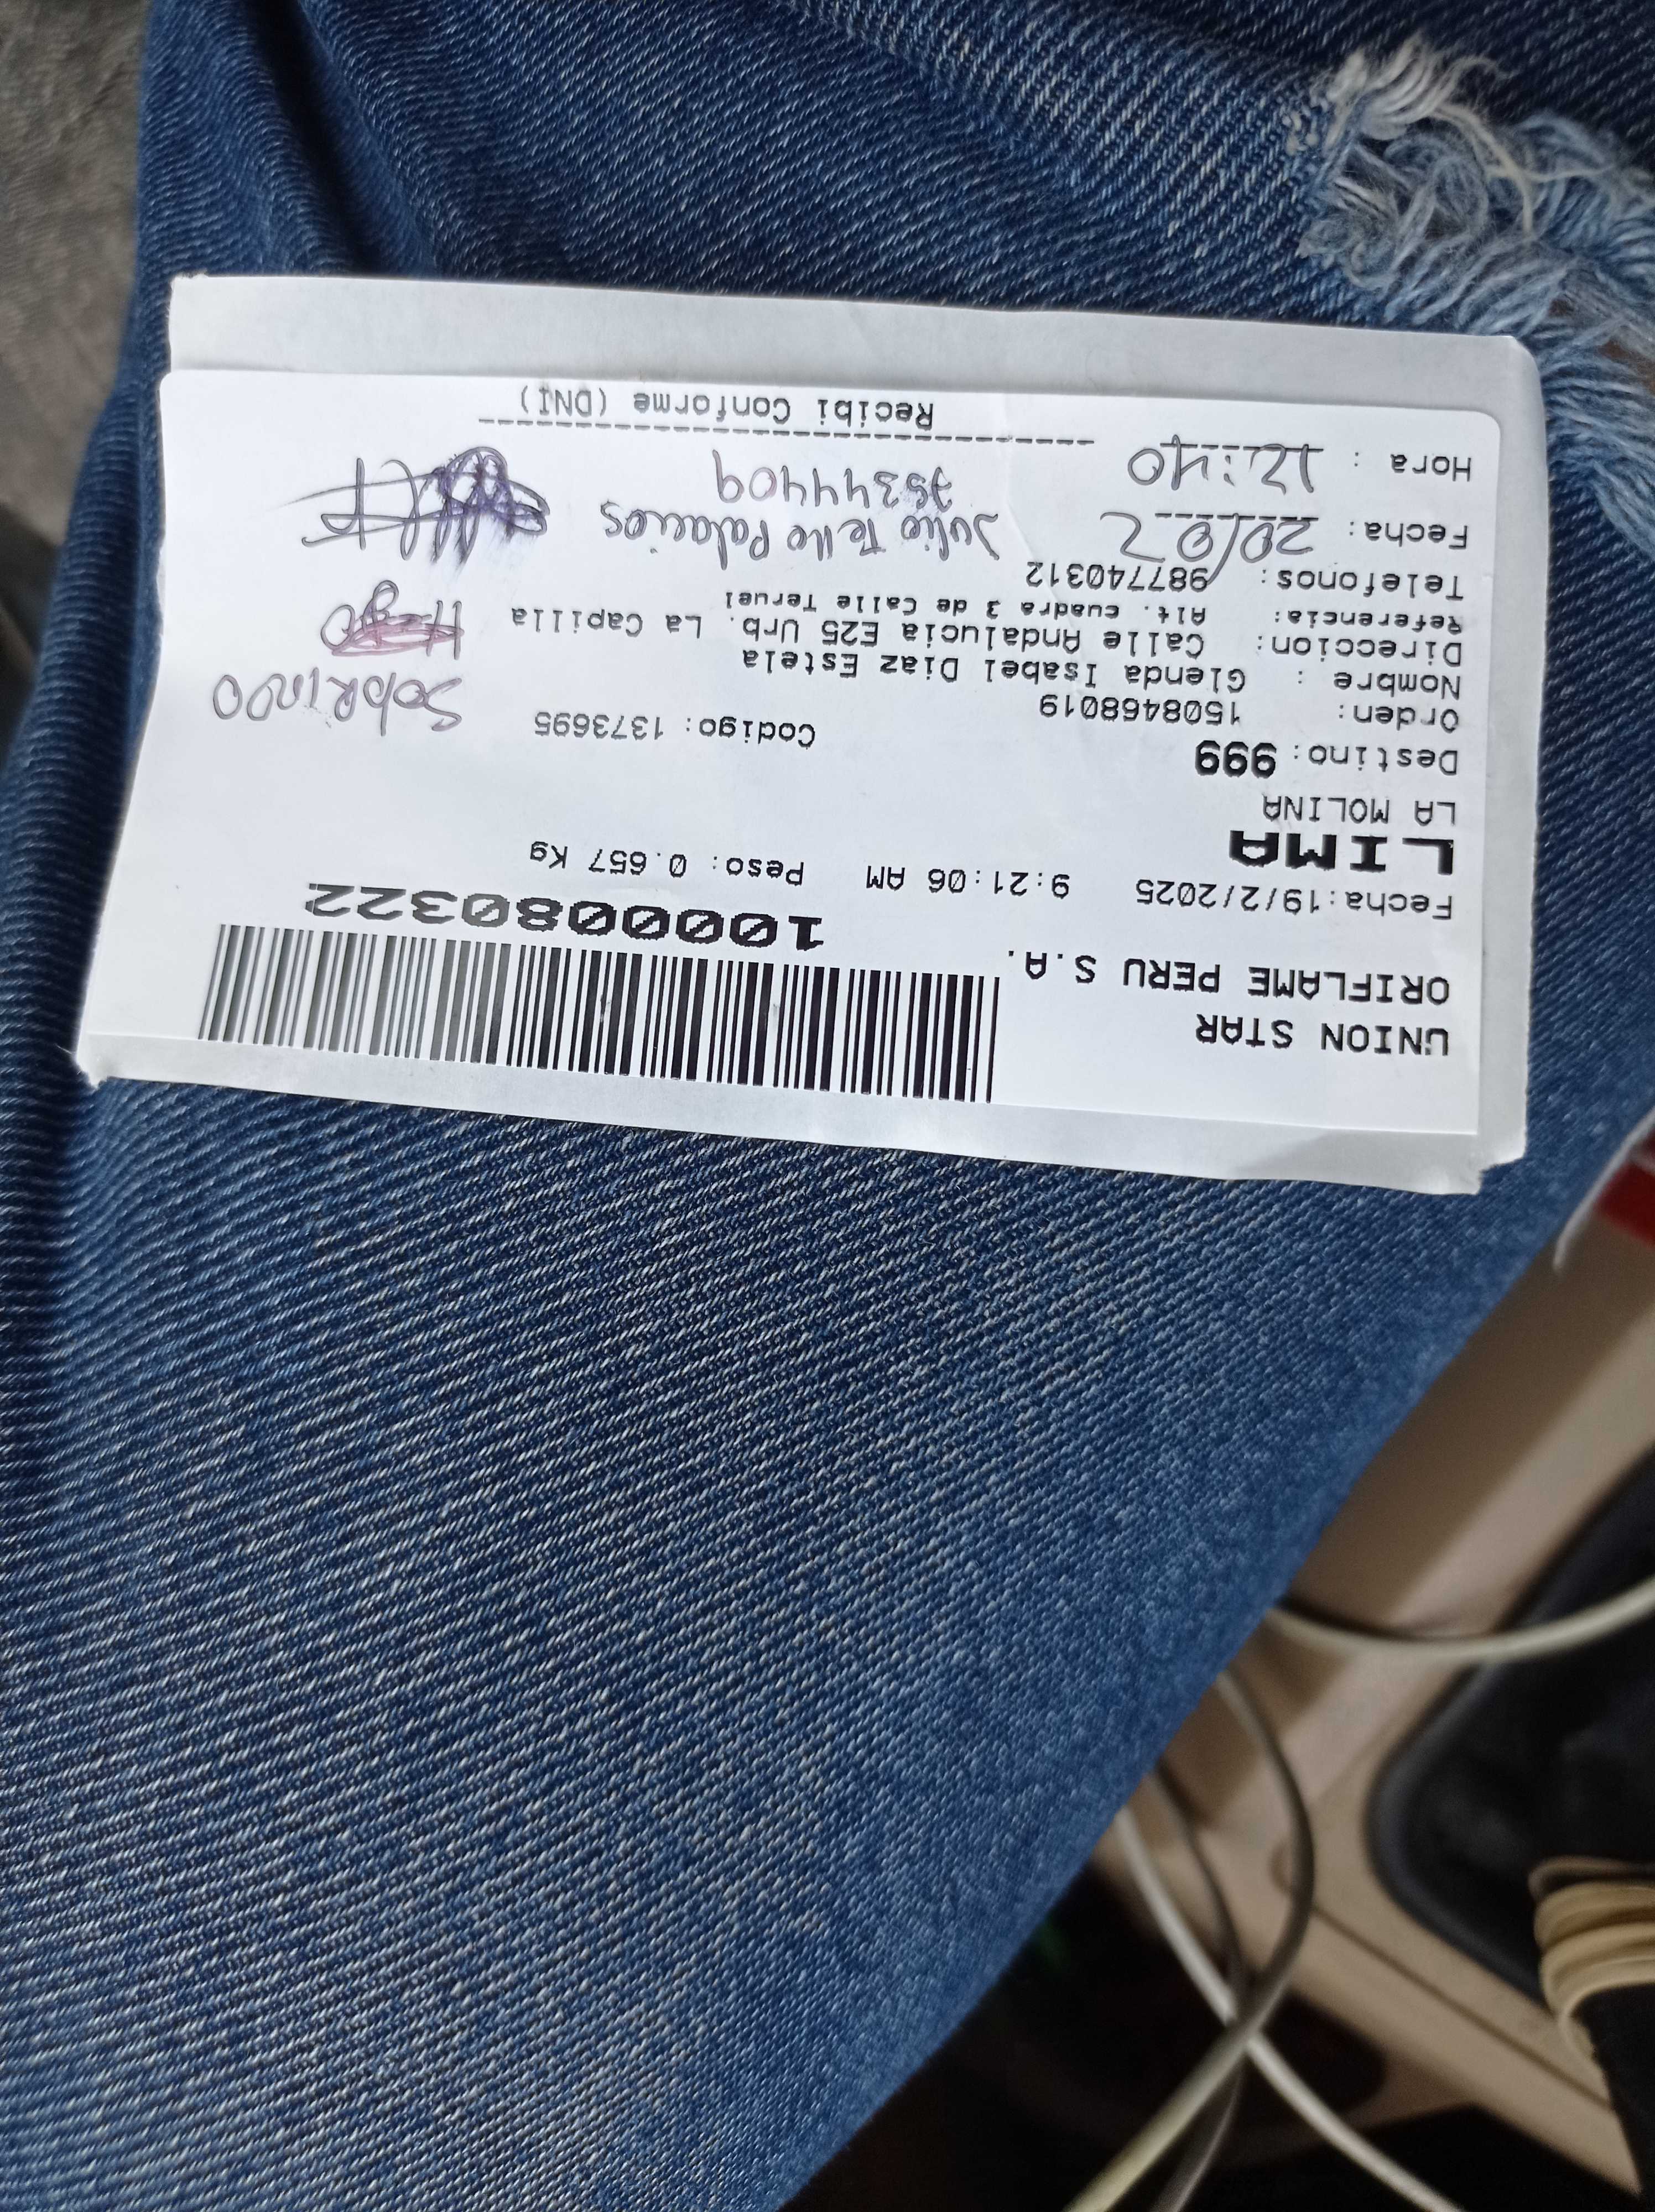 UNION STAR
ORIFLAME PERU S.A.
1000080322
Fecha:19/2/2025 9:21:06 AM Peso: 0.657 Kg
LIMA
LA MOLINA
Destino: 999 Codigo: 1373695
Orden: 1508468019
SobRINO
Nombre : Glenda Isabel Diaz Estela
Direccion: Calle Andalucia E25 Urb. La Capilla
Referencia: Alt. cuadra 3 de Calle Teruel
Telefonos: 987740312
Fecha: 20/02 Julio Tello Palacios
Hora : 12:40 75344409
Recibi Conforme (DNI)